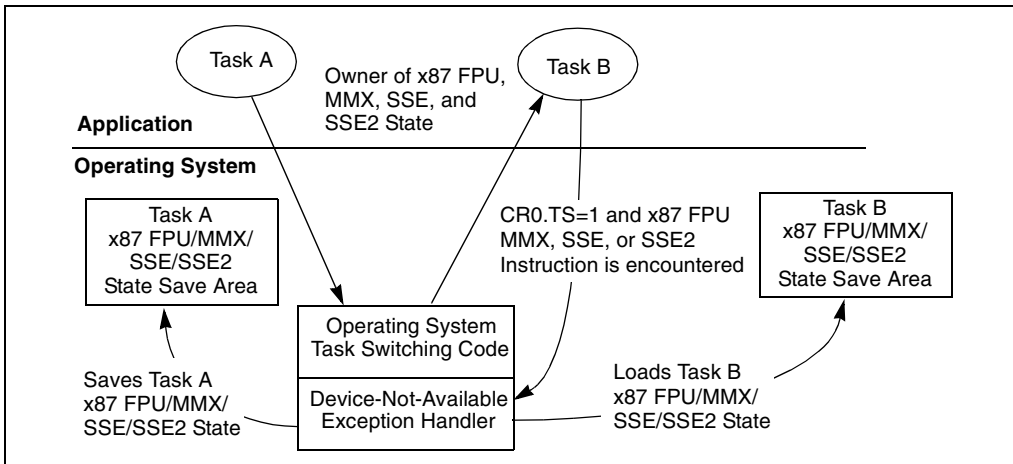 Task A
Owner of x87 FPU,
MMX, SSE, and
SSE2 State
Task B
Application
Operating System
Task A
x87 FPU/MMX/
SSE/SSE2
State Save Area
CR0.TS=1 and x87 FPU
MMX, SSE, or SSE2
Instruction is encountered
Task B
x87 FPU/MMX/
SSE/SSE2
State Save Area
Operating System
Task Switching Code
Device-Not-Available
Exception Handler
Saves Task A
x87 FPU/MMX/
SSE/SSE2 State
Loads Task B
x87 FPU/MMX/
SSE/SSE2 State